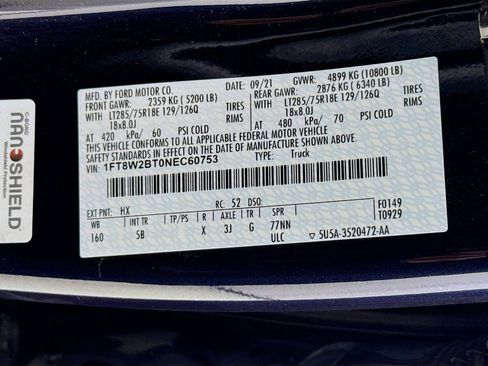 MFD. BY FORD MOTOR CO.
09/21 GVWR: 4899 KG (10800 LB)
FRONT GAWR: 2359 KG ( 5200 LB)
REAR GAWR: 2876 KG ( 6340 LB)
WITH LT285/75R18E 129/126Q TIRES
WITH LT285/75R18E 129/126Q TIRES
18x8.0J RIMS
18x8.0J RIMS
AT 420 kPa/ 60 PSI COLD
AT 480 kPa/ 70 PSI COLD
THIS VEHICLE CONFORMS TO ALL APPLICABLE FEDERAL MOTOR VEHICLE
SAFETY STANDARDS IN EFFECT ON THE DATE OF MANUFACTURE SHOWN ABOVE.
VIN: 1FT8W2BT0NEC60753
TYPE: TRUCK
EXT PNT: HX RC: 52 DSO:
WB INT TR TP/PS R AXLE TR SPR
160 5B X 3J G 77NN
ULC
F0149
T0929
5U5A-3520472-AA
C-BOND
NANOSHIELD
Windshield Protection